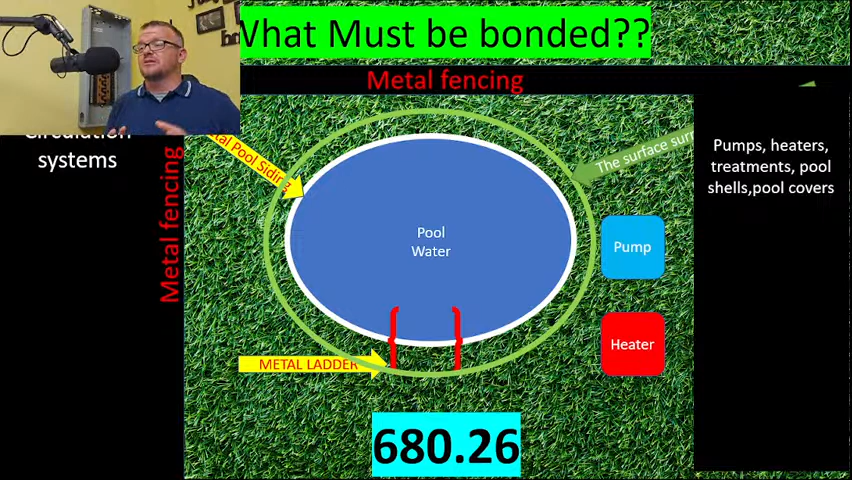 What Must be bonded??
Metal fencing
Circulation
systems
Metal fencing
Metal Pool Siding
The surface
Pumps, heaters,
treatments, pool
shells,pool covers
Pool
Water
Pump
Heater
METAL LADDER
680.26